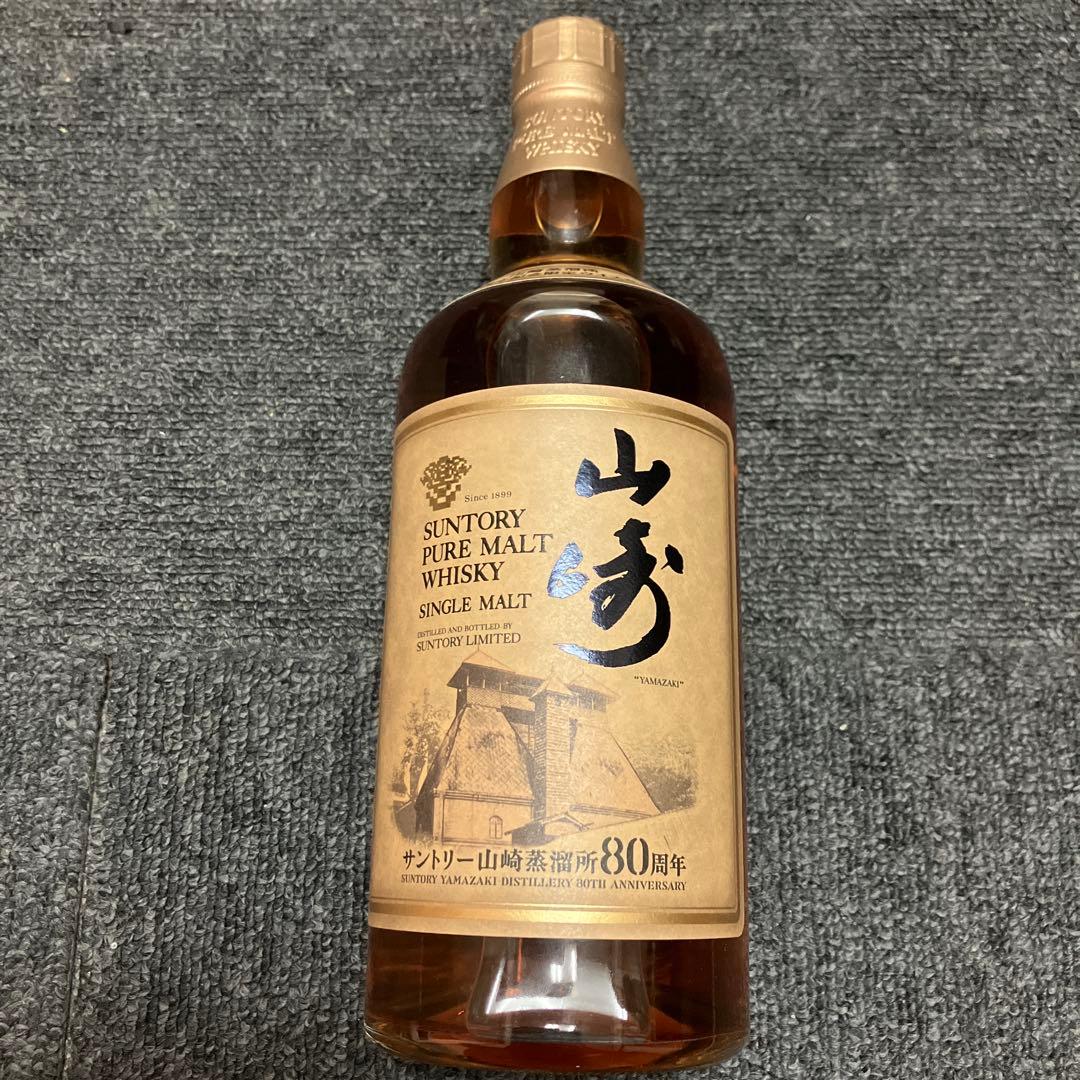 SUNTORY
PURE MALT
WHISKY
Since 1899
SUNTORY
PURE MALT
WHISKY
SINGLE MALT
DISTILLED AND BOTTLED BY
SUNTORY LIMITED
山崎
"YAMAZAKI"
サントリー山崎蒸溜所80周年
SUNTORY YAMAZAKI DISTILLERY 80TH ANNIVERSARY